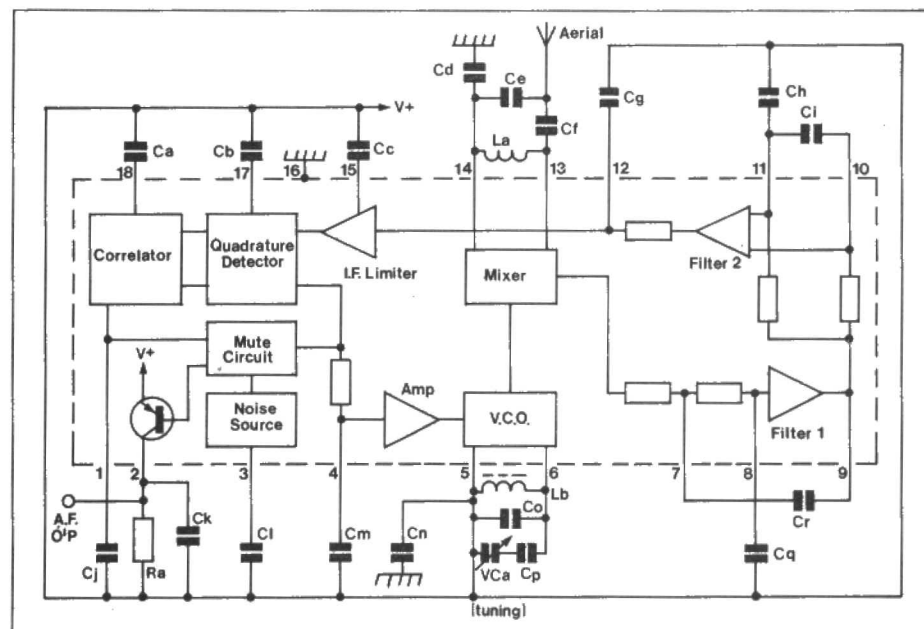 Aerial
Cd
Ce
Cg
Ch
Ci
V+
Cf
Ca
Cb
Cc
La
18
17
16
15
14
13
12
11
10
Correlator
Quadrature
Detector
I.F. Limiter
Mixer
Filter 2
V+
Mute
Circuit
Amp
Noise
Source
V.C.O.
Filter 1
1
2
3
4
5
6
7
8
9
A.F.
O'P
Lb
Co
Cr
Ck
Cl
Cm
Cn
Cj
Ra
VCa
Cp
Cq
(tuning)